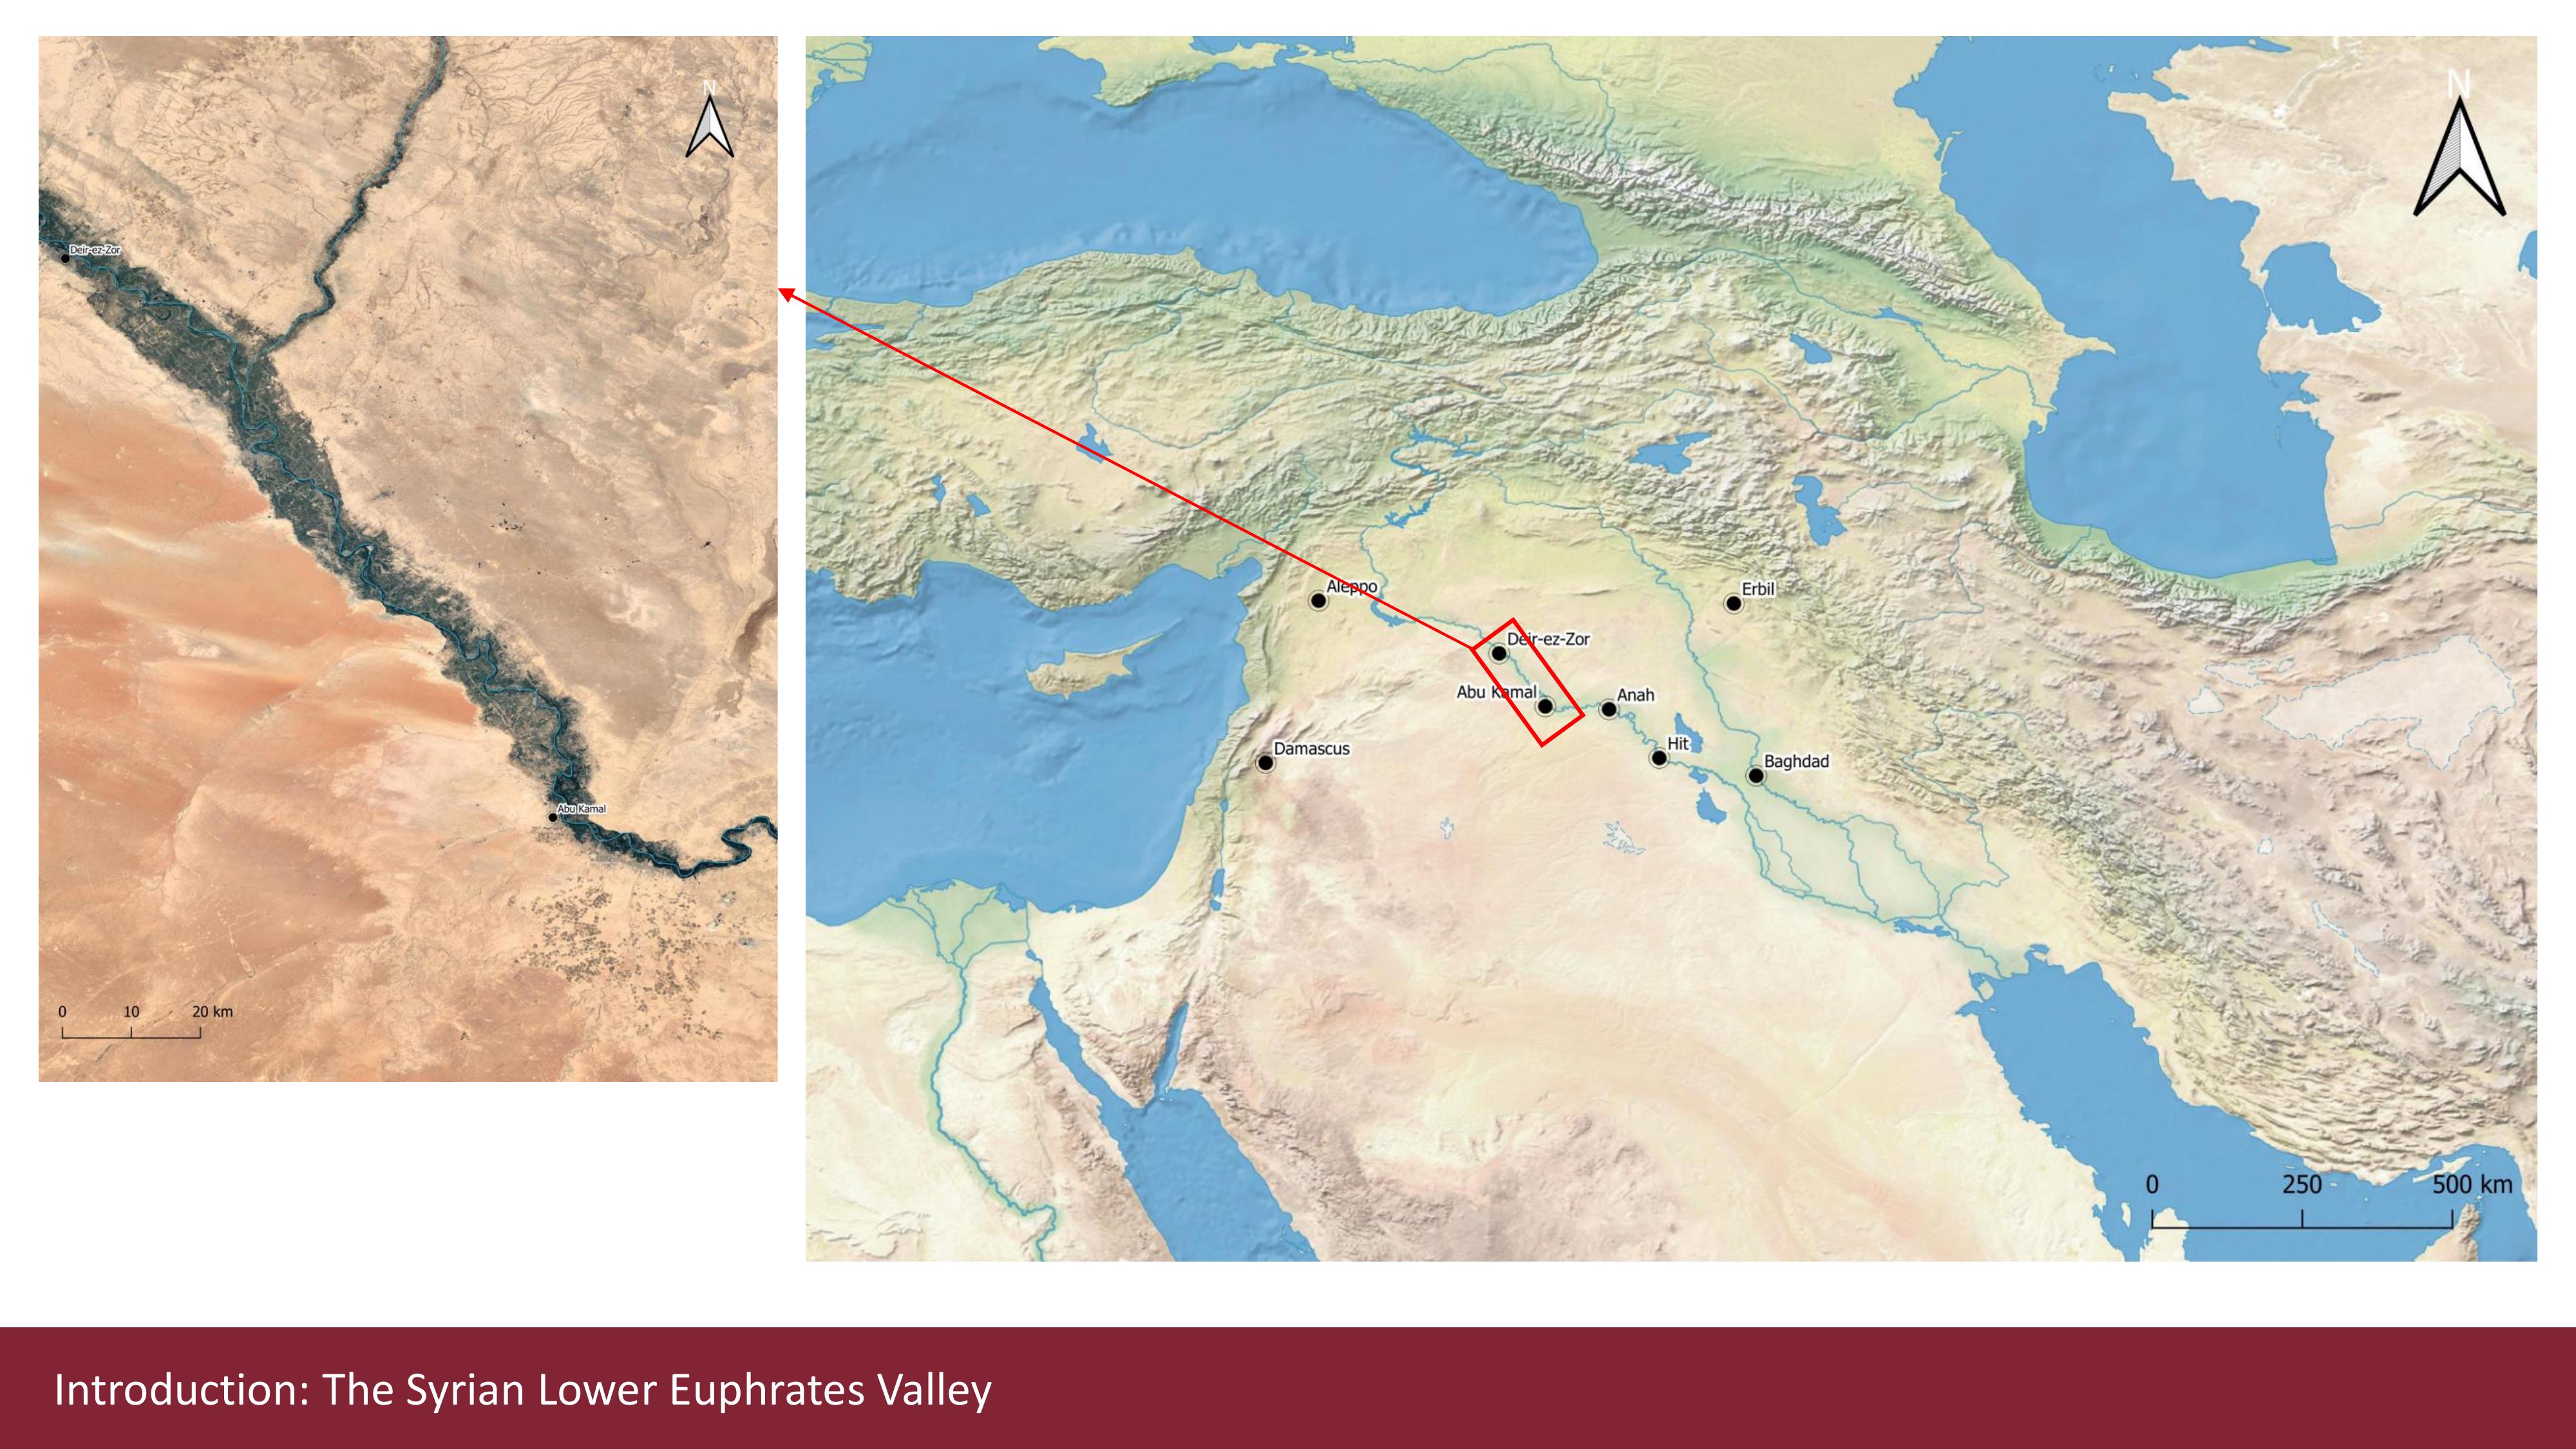 N
Deir-ez-Zor
Abu Kamal
0 10 20 km
N
Aleppo
Erbil
Deir-ez-Zor
Abu Kamal
Anah
Damascus
Hit
Baghdad
0 250 500 km
Introduction: The Syrian Lower Euphrates Valley